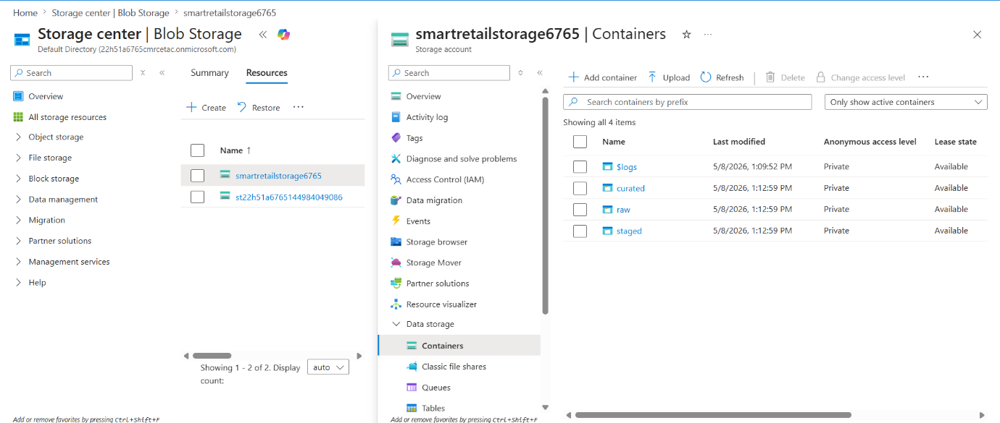 Home > Storage center | Blob Storage > smartretailstorage6765
Storage center | Blob Storage
Default Directory (22h51a6765cmrcetac.onmicrosoft.com)
Search
Overview
All storage resources
Object storage
File storage
Block storage
Data management
Migration
Partner solutions
Management services
Help
Add or remove favorites by pressing Ctrl+Shift+F
Summary Resources
Create Restore ...
Name ↑
smartretailstorage6765
st22h51a6765144984049086
Showing 1 - 2 of 2. Display count: auto
smartretailstorage6765 | Containers
Storage account
Search
Overview
Activity log
Tags
Diagnose and solve problems
Access Control (IAM)
Data migration
Events
Storage browser
Storage Mover
Partner solutions
Resource visualizer
Data storage
Containers
Classic file shares
Queues
Tables
Add or remove favorites by pressing Ctrl+Shift+F
Add container Upload Refresh Delete Change access level ...
Search containers by prefix
Only show active containers
Showing all 4 items
Name Last modified Anonymous access level Lease state
$logs 5/8/2026, 1:09:52 PM Private Available
curated 5/8/2026, 1:12:59 PM Private Available
raw 5/8/2026, 1:12:59 PM Private Available
staged 5/8/2026, 1:12:59 PM Private Available